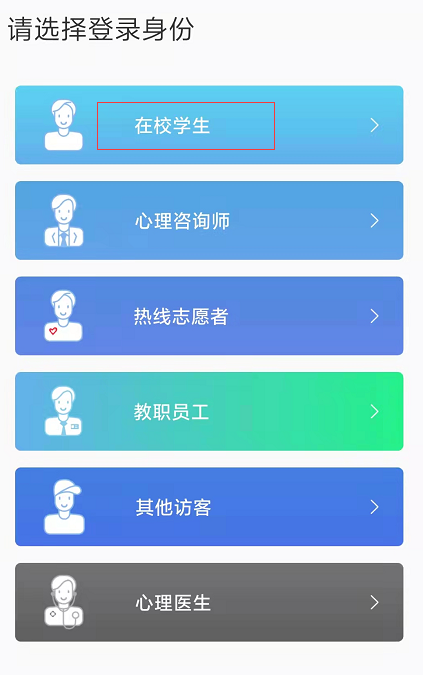 请选择登录身份
在校学生
心理咨询师
热线志愿者
教职员工
其他访客
心理医生